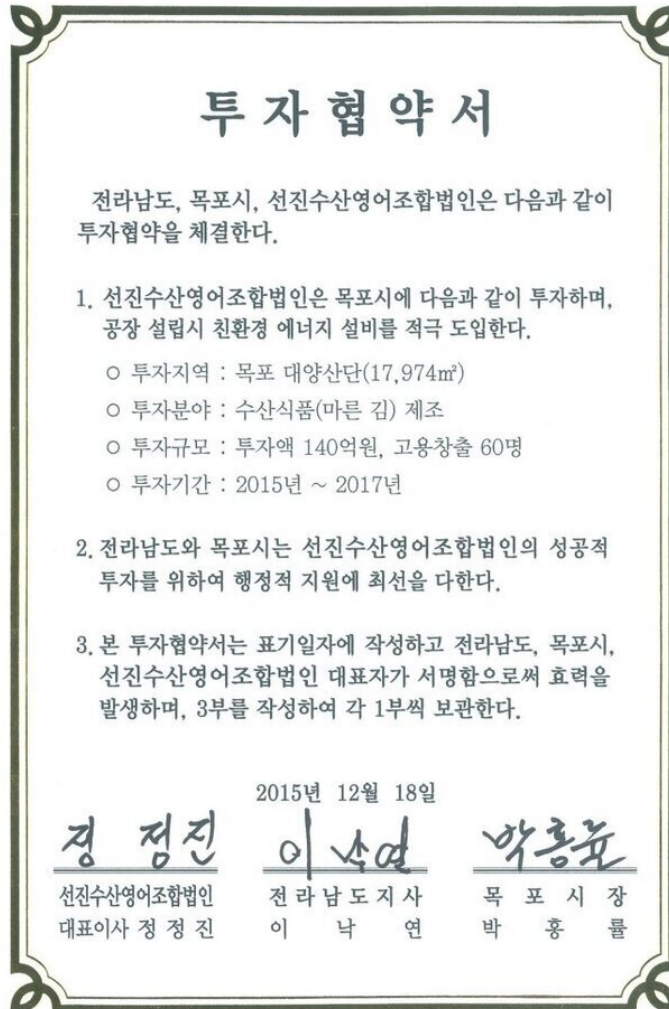 투자협약서
전라남도, 목포시, 선진수산영어조합법인은 다음과 같이
투자협약을 체결한다.
1. 선진수산영어조합법인은 목포시에 다음과 같이 투자하며,
공장 설립시 친환경 에너지 설비를 적극 도입한다.
○ 투자지역 : 목포 대양산단(17,974㎡)
○ 투자분야 : 수산식품(마른 김) 제조
○ 투자규모 : 투자액 140억원, 고용창출 60명
○ 투자기간 : 2015년 ~ 2017년
2. 전라남도와 목포시는 선진수산영어조합법인의 성공적
투자를 위하여 행정적 지원에 최선을 다한다.
3. 본 투자협약서는 표기일자에 작성하고 전라남도, 목포시,
선진수산영어조합법인 대표자가 서명함으로써 효력을
발생하며, 3부를 작성하여 각 1부씩 보관한다.
2015년 12월 18일
정 정진 이낙연 박홍률
선진수산영어조합법인 전라남도지사 목포시장
대표이사 정정진 이낙연 박홍률